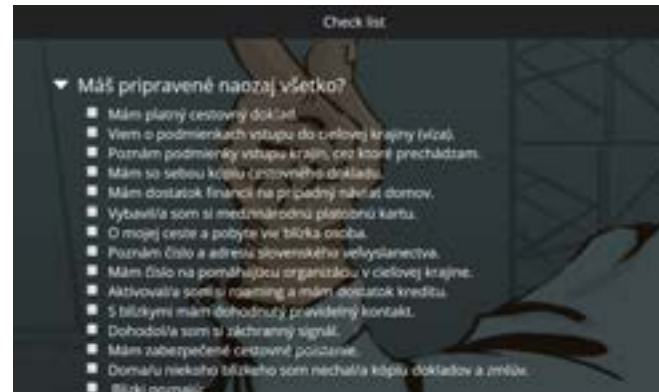 Check list
Máš pripravené naozaj všetko?
Mám platný cestovný doklad.
Viem o podmienkach vstupu do cieľovej krajiny (víza).
Poznám podmienky vstupu krajín, cez ktoré prechádzam.
Mám so sebou kópiu cestovného dokladu.
Mám dostatok financií na prípadný návrat domov.
Vybavil/a som si medzinárodnú platobnú kartu.
O mojej ceste a pobyte vie blízka osoba.
Poznám číslo a adresu slovenského veľvyslanectva.
Mám číslo na pomáhajúcu organizáciu v cieľovej krajine.
Aktivoval/a som si roaming a mám dostatok kreditu.
S blízkymi mám dohodnutý pravidelný kontakt.
Dohodol/a som si záchranný signál.
Mám zabezpečené cestovné poistenie.
Doma/u niekoho blízkeho som nechal/a kópiu dokladov a zmlúv.
Blízki